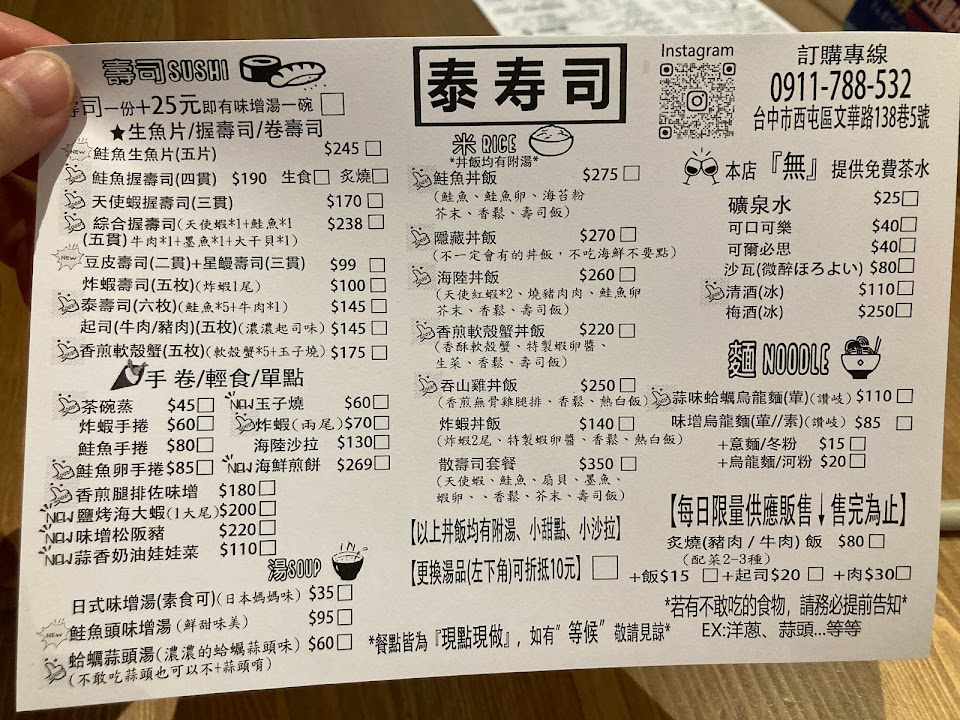 壽司 SUSHI
壽司一份+25元即有味增湯一碗
★生魚片/握壽司/卷壽司
NEW 鮭魚生魚片(五片) $245
鮭魚握壽司(四貫) $190 生食 炙燒
天使蝦握壽司(三貫) $170
綜合握壽司(天使蝦*1+鮭魚*1 $238
(五貫)牛肉*1+墨魚*1+大干貝*1)
NEW 豆皮壽司(二貫)+星鰻壽司(三貫) $99
炸蝦壽司(五枚)(炸蝦1尾) $100
泰壽司(六枚)(鮭魚*5+牛肉*1) $145
起司(牛肉/豬肉)(五枚)(濃濃起司味) $145
香煎軟殼蟹(五枚)(軟殼蟹*5+玉子燒) $175
手卷/輕食/單點
茶碗蒸 $45
炸蝦手捲 $60
鮭魚手捲 $80
鮭魚卵手捲 $85
NEW 玉子燒 $60
炸蝦(兩尾) $70
海陸沙拉 $130
NEW 海鮮煎餅 $269
香煎腿排佐味增 $180
NEW 鹽烤海大蝦(1大尾) $200
NEW 味增松阪豬 $220
NEW 蒜香奶油娃娃菜 $110
湯 SOUP
日式味增湯(素食可)(日本媽媽味) $35
NEW 鮭魚頭味增湯(鮮甜味美) $95
蛤蠣蒜頭湯(濃濃的蛤蠣蒜頭味) $60
(不敢吃蒜頭也可以不+蒜頭唷)
泰寿司
米 RICE
*丼飯均有附湯*
鮭魚丼飯 $275
(鮭魚、鮭魚卵、海苔粉
芥末、香鬆、壽司飯)
隱藏丼飯 $270
(不一定會有的丼飯，不吃海鮮不要點)
海陸丼飯 $260
(天使紅蝦*2、燒豬肉肉、鮭魚卵
芥末、香鬆、壽司飯)
香煎軟殼蟹丼飯 $220
(香酥軟殼蟹、特製蝦卵醬、
生菜、香鬆、壽司飯)
吞山雞丼飯 $250
(香煎無骨雞腿排、香鬆、熱白飯)
炸蝦丼飯 $140
(炸蝦2尾、特製蝦卵醬、香鬆、熱白飯)
散壽司套餐 $350
(天使蝦、鮭魚、扇貝、墨魚、
蝦卵、、香鬆、芥末、壽司飯)
【以上丼飯均有附湯、小甜點、小沙拉】
【更換湯品(左下角)可折抵10元】
*餐點皆為『現點現做』，如有"等候"敬請見諒*
Instagram
訂購專線
0911-788-532
台中市西屯區文華路138巷5號
本店『無』提供免費茶水
礦泉水 $25
可口可樂 $40
可爾必思 $40
沙瓦(微醉ほろよい) $80
清酒(冰) $110
梅酒(冰) $250
麵 NOODLE
蒜味蛤蠣烏龍麵(葷)(讚岐) $110
味增烏龍麵(葷//素)(讚岐) $85
+意麵/冬粉 $15
+烏龍麵/河粉 $20
【每日限量供應販售↓售完為止】
炙燒(豬肉/牛肉)飯 $80
(配菜2-3種)
+飯$15 +起司$20 +肉$30
*若有不敢吃的食物，請務必提前告知*
EX:洋蔥、蒜頭...等等